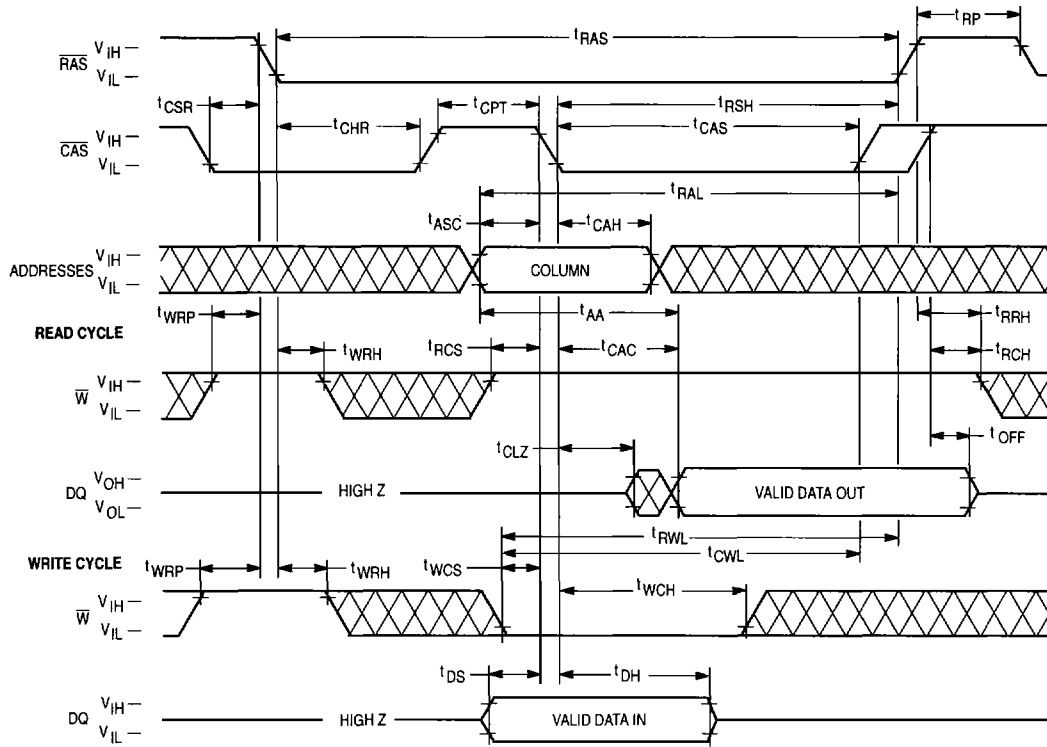 tRP
RAS
VIH
VIL
tRAS
tCSR
tCPT
tRSH
tCHR
tCAS
CAS
VIH
VIL
tRAL
tASC
tCAH
ADDRESSES
VIH
VIL
COLUMN
tWRP
tAA
tRRH
READ CYCLE
tWRH
tRCS
tCAC
tRCH
W
VIH
VIL
tCLZ
tOFF
DQ
VOH
VOL
HIGH Z
VALID DATA OUT
tRWL
tCWL
WRITE CYCLE
tWRP
tWRH
tWCS
tWCH
W
VIH
VIL
tDS
tDH
DQ
VIH
VIL
HIGH Z
VALID DATA IN